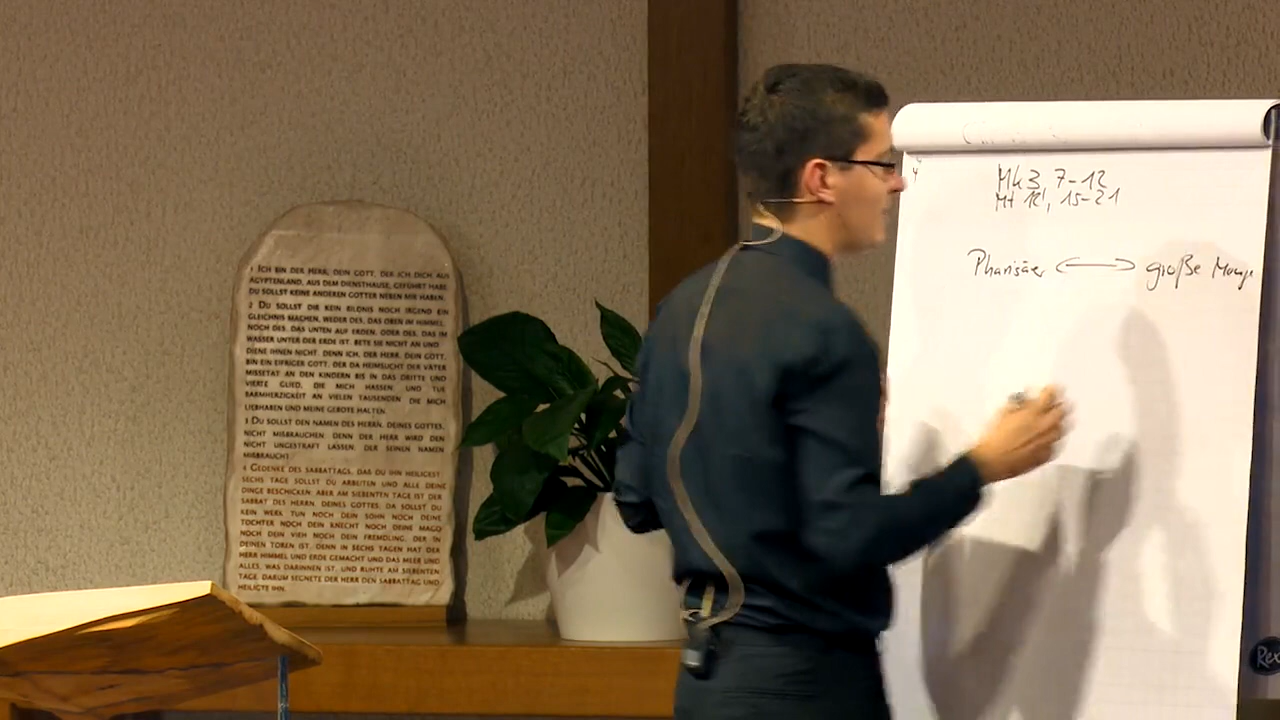 1 ICH BIN DER HERR, DEIN GOTT, DER ICH DICH AUS
ÄGYPTENLAND, AUS DEM DIENSTHAUSE, GEFÜHRT HABE.
DU SOLLST KEINE ANDEREN GÖTTER NEBEN MIR HABEN.
2 DU SOLLST DIR KEIN BILDNIS NOCH IRGEND EIN
GLEICHNIS MACHEN, WEDER DES, DAS OBEN IM HIMMEL,
NOCH DES, DAS UNTEN AUF ERDEN, ODER DES, DAS IM
WASSER UNTER DER ERDE IST. BETE SIE NICHT AN UND
DIENE IHNEN NICHT. DENN ICH, DER HERR, DEIN GOTT,
BIN EIN EIFRIGER GOTT, DER DA HEIMSUCHT DER VÄTER
MISSETAT AN DEN KINDERN BIS IN DAS DRITTE UND
VIERTE GLIED, DIE MICH HASSEN UND TUE
BARMHERZIGKEIT AN VIELEN TAUSENDEN DIE MICH
LIEBHABEN UND MEINE GEBOTE HALTEN.
3 DU SOLLST DEN NAMEN DES HERRN, DEINES GOTTES,
NICHT MISBRAUCHEN, DENN DER HERR WIRD DEN
NICHT UNGESTRAFT LASSEN, DER SEINEN NAMEN
MISBRAUCHT.
4 GEDENKE DES SABBATTAGS, DAS DU IHN HEILIGEST.
SECHS TAGE SOLLST DU ARBEITEN UND ALLE DEINE
DINGE BESCHICKEN. ABER AM SIEBENTEN TAGE IST DER
SABBAT DES HERRN, DEINES GOTTES, DA SOLLST DU
KEIN WERK TUN NOCH DEIN SOHN NOCH DEINE
TOCHTER NOCH DEIN KNECHT NOCH DEINE MAGD
NOCH DEIN VIEH NOCH DEIN FREMDLING, DER IN
DEINEN TOREN IST. DENN IN SECHS TAGEN HAT DER
HERR HIMMEL UND ERDE GEMACHT UND DAS MEER UND
ALLES, WAS DARINNEN IST, UND RUHTE AM SIEBENTEN
TAGE. DARUM SEGNETE DER HERR DEN SABBATTAG UND
HEILIGTE IHN.
4
Mk 3, 7-12
Mt 12, 15-21
Pharisäer ⟷ große Menge
Rex